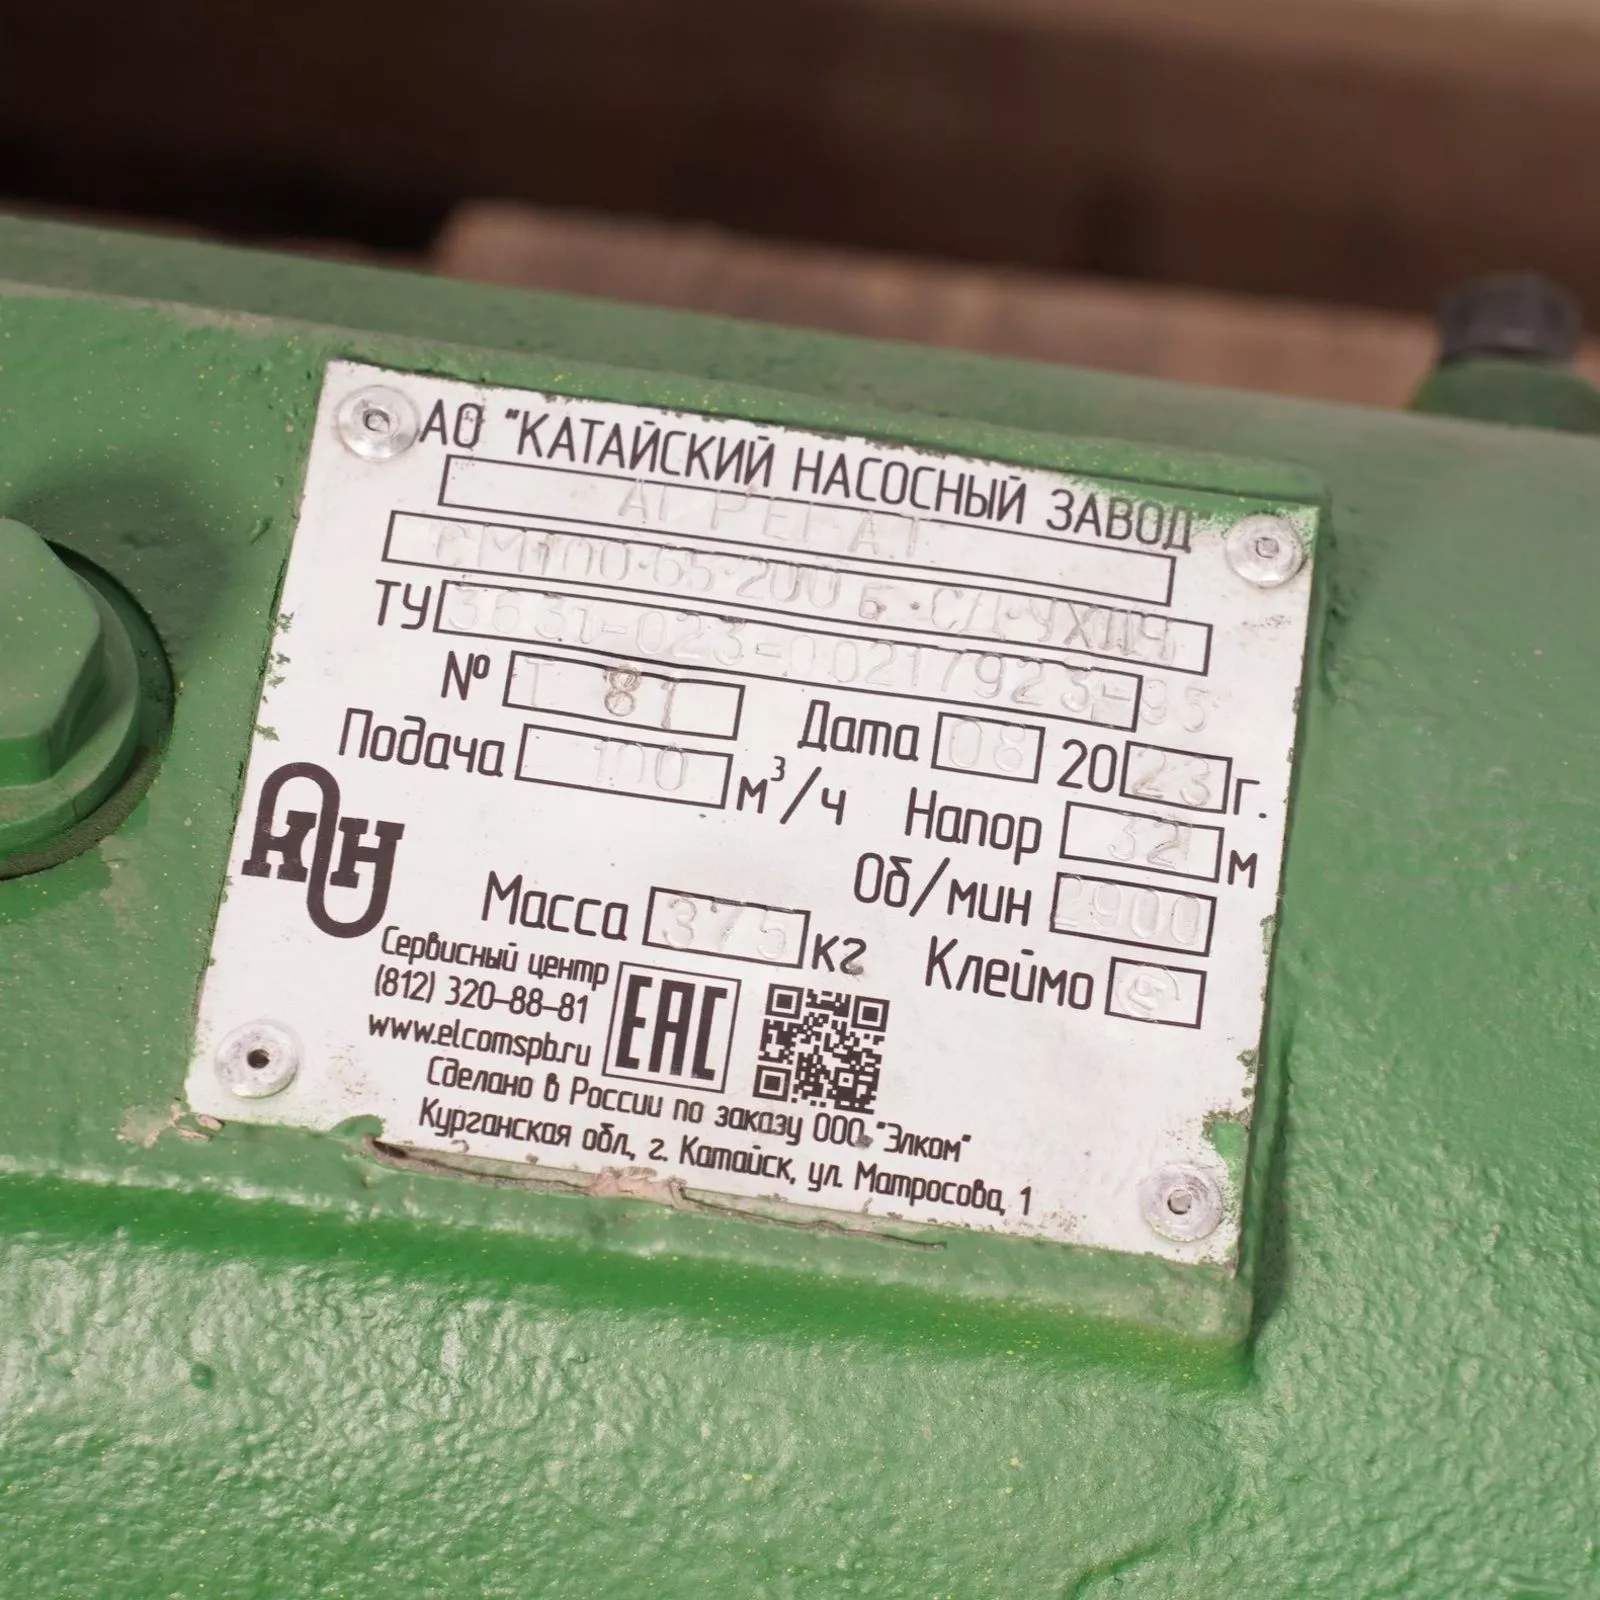 АО "КАТАЙСКИЙ НАСОСНЫЙ ЗАВОД
АГРЕГАТ
СМ100-65-200б-СД-УХЛ4
ТУ 3631-023-00217923-95
№ Т 81 Дата 08 2023 г.
Подача 100 м³/ч Напор 32 м
Об/мин 2900
Масса 375 кг Клеймо
АНК
Сервисный центр
(812) 320-88-81
www.elcomspb.ru
EAC
Сделано в России по заказу ООО "Элком"
Курганская обл., г. Катайск, ул. Матросова, 1